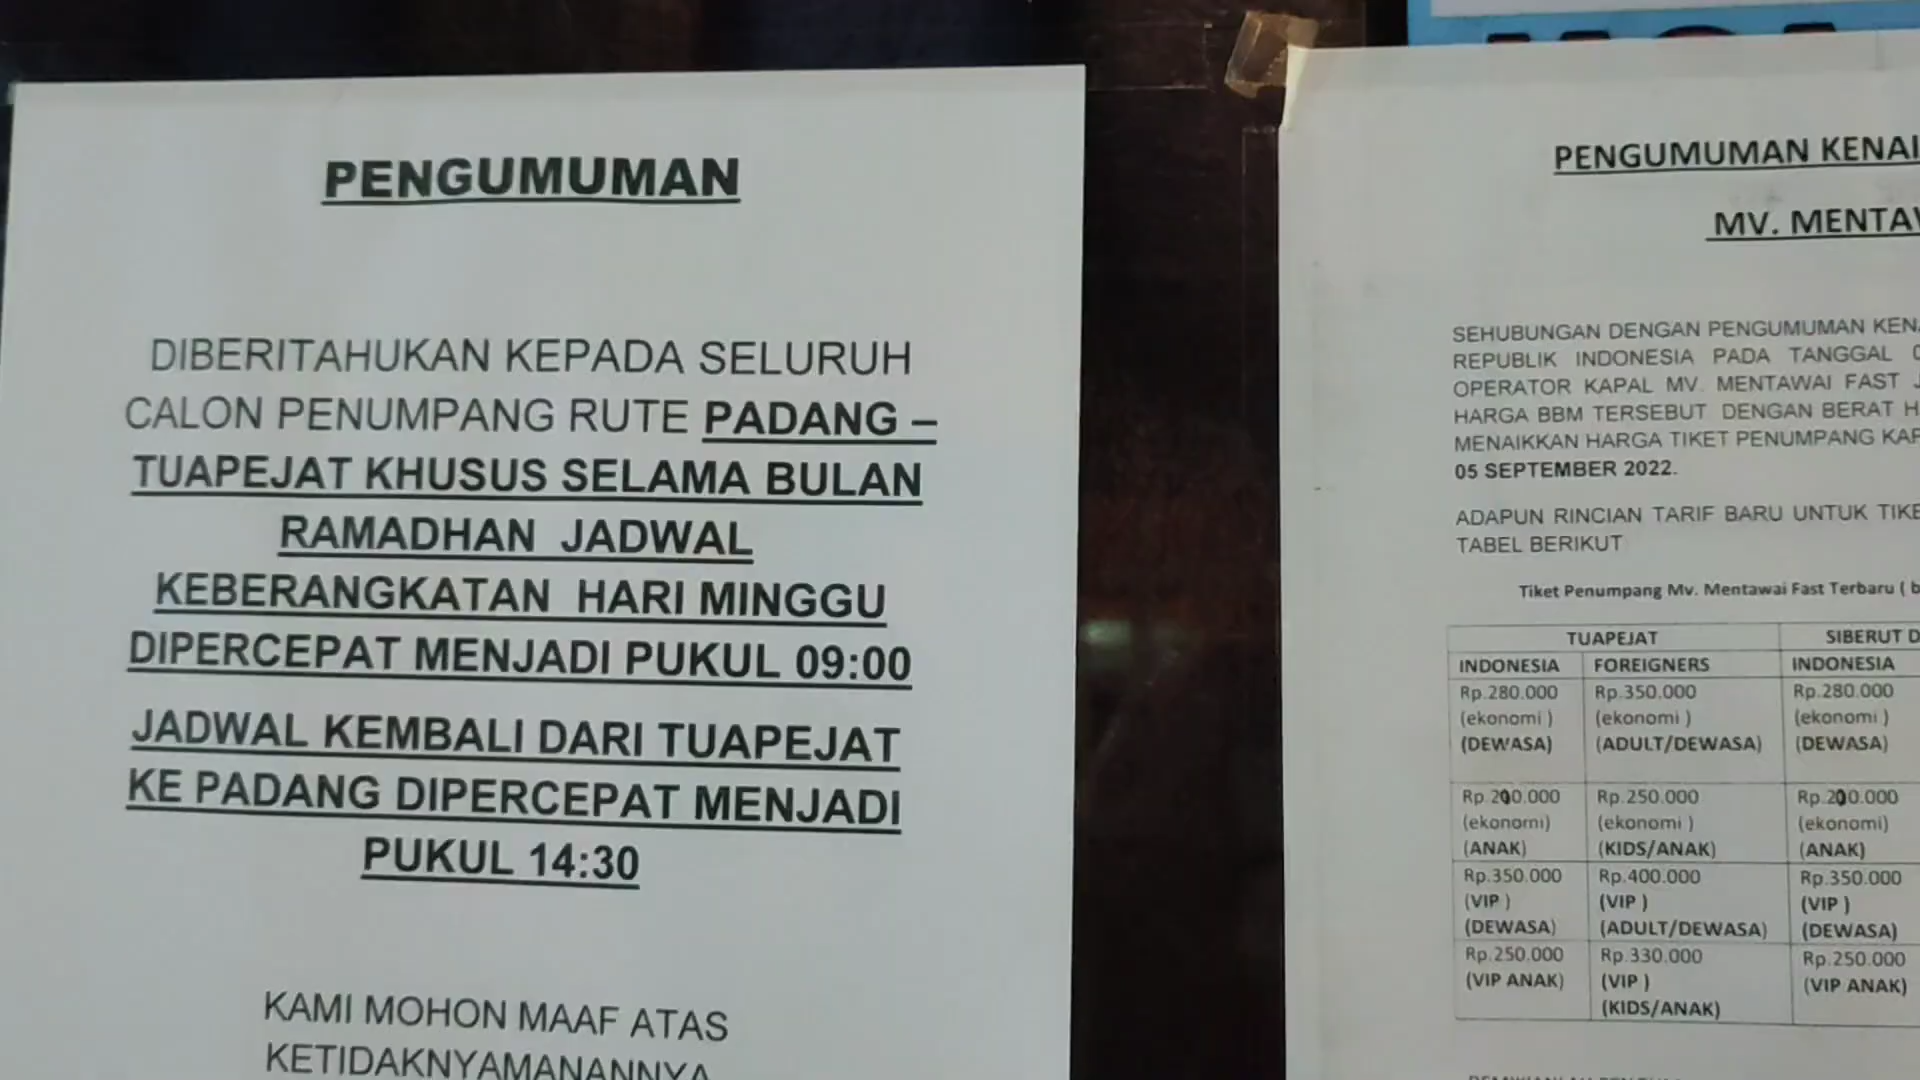 PENGUMUMAN
DIBERITAHUKAN KEPADA SELURUH
CALON PENUMPANG RUTE PADANG –
TUAPEJAT KHUSUS SELAMA BULAN
RAMADHAN JADWAL
KEBERANGKATAN HARI MINGGU
DIPERCEPAT MENJADI PUKUL 09:00
JADWAL KEMBALI DARI TUAPEJAT
KE PADANG DIPERCEPAT MENJADI
PUKUL 14:30
KAMI MOHON MAAF ATAS
KETIDAKNYAMANANNYA
PENGUMUMAN KENAI
MV. MENTAW
SEHUBUNGAN DENGAN PENGUMUMAN KENA
REPUBLIK INDONESIA PADA TANGGAL 0
OPERATOR KAPAL MV. MENTAWAI FAST J
HARGA BBM TERSEBUT DENGAN BERAT H
MENAIKKAN HARGA TIKET PENUMPANG KAP
05 SEPTEMBER 2022.
ADAPUN RINCIAN TARIF BARU UNTUK TIKE
TABEL BERIKUT
Tiket Penumpang Mv. Mentawai Fast Terbaru ( b
TUAPEJAT SIBERUT D
INDONESIA FOREIGNERS INDONESIA
Rp.280.000 Rp.350.000 Rp.280.000
(ekonomi ) (ekonomi ) (ekonomi )
(DEWASA) (ADULT/DEWASA) (DEWASA)
Rp.200.000 Rp.250.000 Rp.200.000
(ekonomi) (ekonomi ) (ekonomi)
(ANAK) (KIDS/ANAK) (ANAK)
Rp.350.000 Rp.400.000 Rp.350.000
(VIP ) (VIP ) (VIP )
(DEWASA) (ADULT/DEWASA) (DEWASA)
Rp.250.000 Rp.330.000 Rp.250.000
(VIP ANAK) (VIP ) (VIP ANAK)
(KIDS/ANAK)